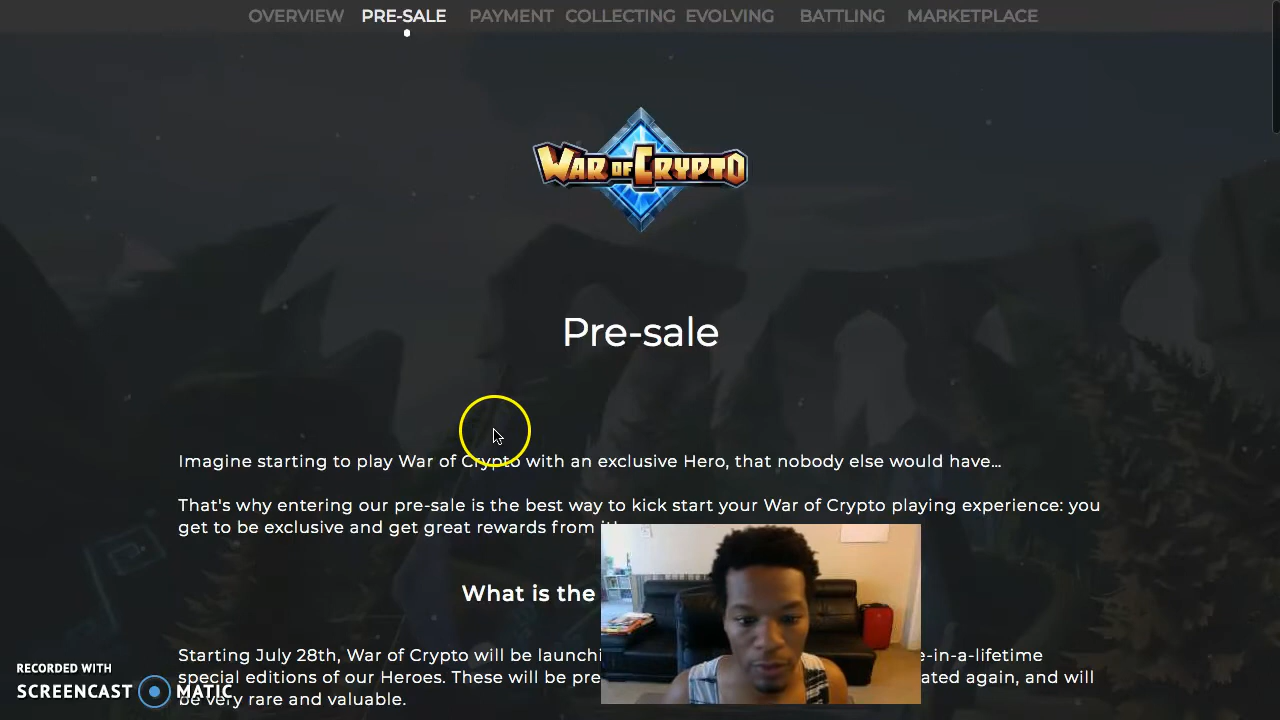 OVERVIEW PRE-SALE PAYMENT COLLECTING EVOLVING BATTLING MARKETPLACE
WAR OF CRYPTO
Pre-sale
Imagine starting to play War of Crypto with an exclusive Hero, that nobody else would have...
That's why entering our pre-sale is the best way to kick start your War of Crypto playing experience: you
get to be exclusive and get great rewards from it!
What is the
Starting July 28th, War of Crypto will be launchi e-in-a-lifetime
special editions of our Heroes. These will be pre ated again, and will
be very rare and valuable.
RECORDED WITH
SCREENCAST MATIC